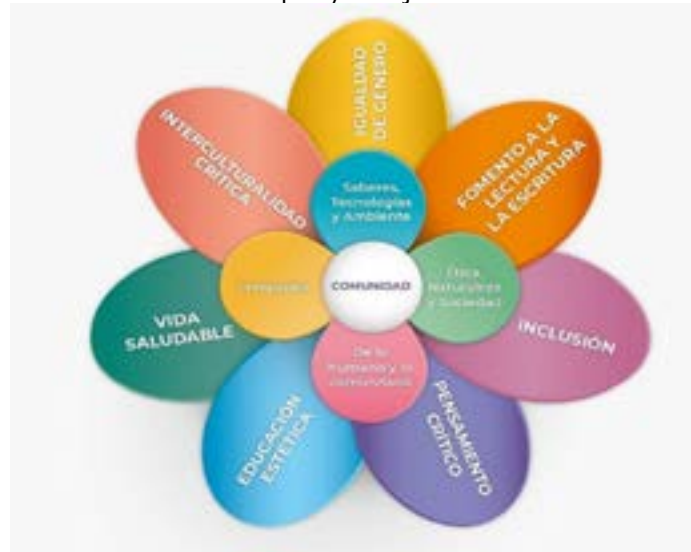 IGUALDAD
DE GÉNERO
INTERCULTURALIDAD
CRÍTICA
FOMENTO A LA
LECTURA Y
LA ESCRITURA
Saberes,
Tecnologías
y Ambiente
COMUNIDAD
Ética
Naturaleza
y Sociedad
VIDA
SALUDABLE
INCLUSIÓN
De lo
humano y lo
comunitario
EDUCACIÓN
ESTÉTICA
PENSAMIENTO
CRÍTICO